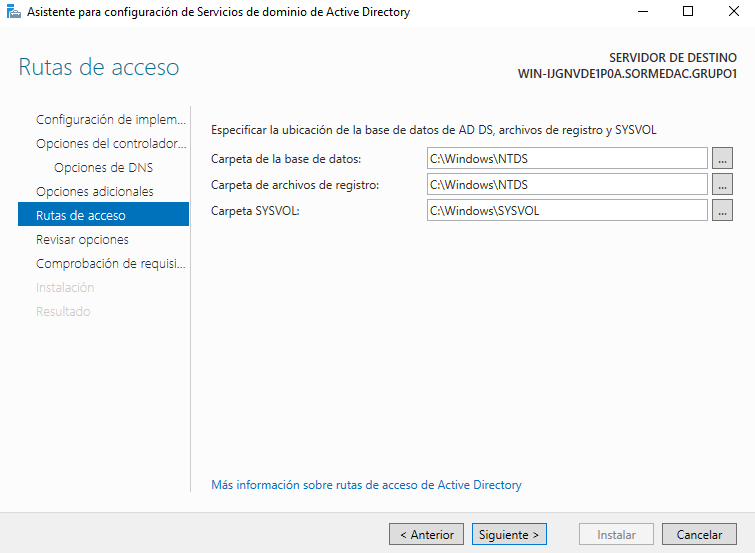 Asistente para configuración de Servicios de dominio de Active Directory
Rutas de acceso
SERVIDOR DE DESTINO
WIN-IJGNVDE1P0A.SORMEDAC.GRUPO1
Configuración de implem...
Opciones del controlador...
Opciones de DNS
Opciones adicionales
Rutas de acceso
Revisar opciones
Comprobación de requisi...
Instalación
Resultado
Especificar la ubicación de la base de datos de AD DS, archivos de registro y SYSVOL
Carpeta de la base de datos: C:\Windows\NTDS ...
Carpeta de archivos de registro: C:\Windows\NTDS ...
Carpeta SYSVOL: C:\Windows\SYSVOL ...
Más información sobre rutas de acceso de Active Directory
< Anterior Siguiente > Instalar Cancelar